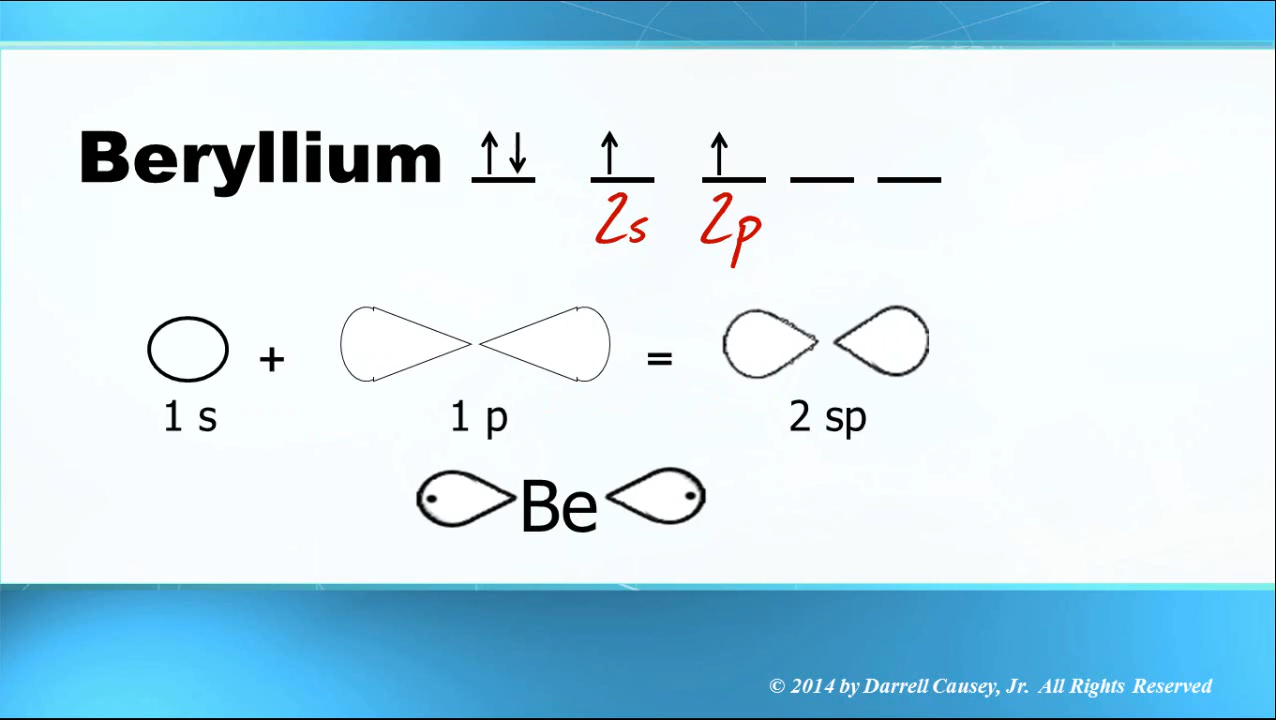 Beryllium ↑↓ ↑ ↑
2s 2p
+ =
1 s 1 p 2 sp
Be
© 2014 by Darrell Causey, Jr. All Rights Reserved